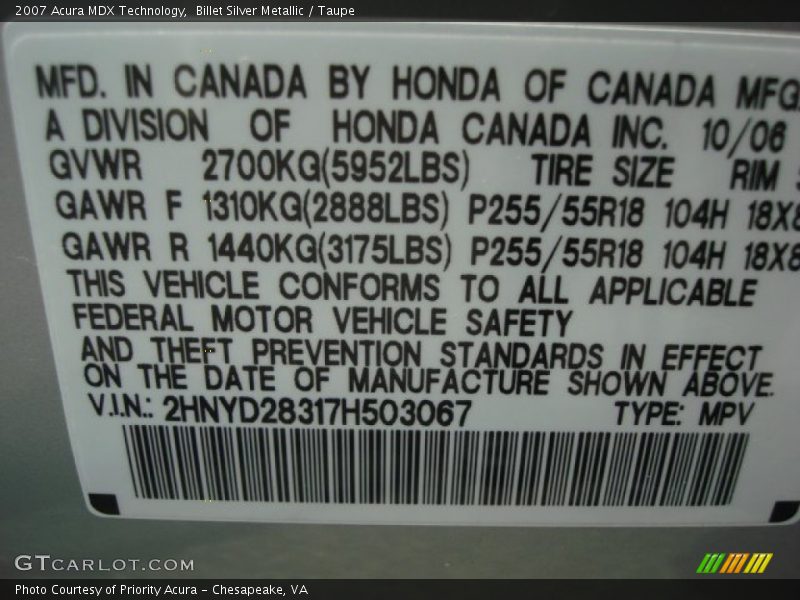 2007 Acura MDX Technology,  Billet Silver Metallic / Taupe
MFD. IN CANADA BY HONDA OF CANADA MFG
A DIVISION OF HONDA CANADA INC. 10/06
GVWR 2700KG(5952LBS) TIRE SIZE RIM
GAWR F 1310KG(2888LBS) P255/55R18 104H 18X8
GAWR R 1440KG(3175LBS) P255/55R18 104H 18X8
THIS VEHICLE CONFORMS TO ALL APPLICABLE
FEDERAL MOTOR VEHICLE SAFETY
AND THEFT PREVENTION STANDARDS IN EFFECT
ON THE DATE OF MANUFACTURE SHOWN ABOVE.
V.I.N.: 2HNYD28317H503067 TYPE: MPV
GTCARLOT.COM
Photo Courtesy of Priority Acura – Chesapeake, VA